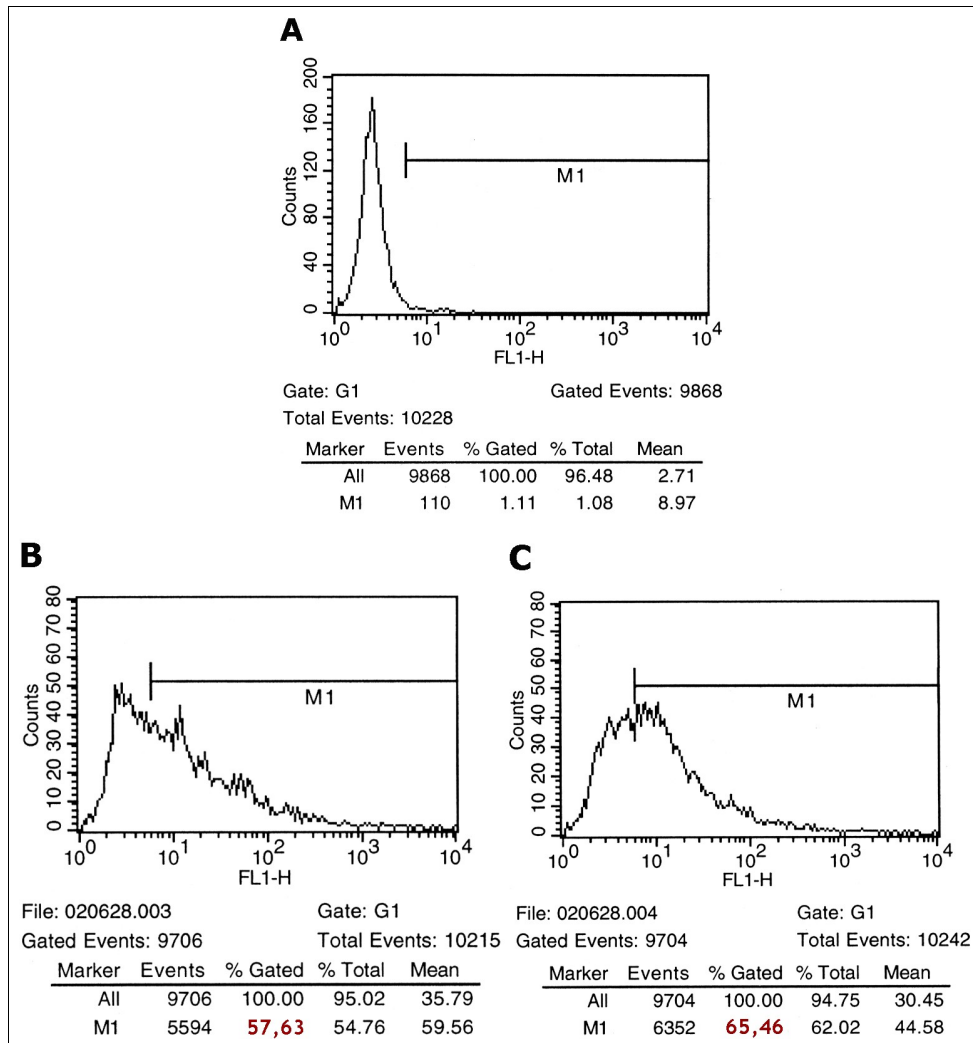 A
200
160
120
80
40
0
Counts
M1
10^0 10^1 10^2 10^3 10^4
FL1-H
Gate: G1 Gated Events: 9868
Total Events: 10228
Marker Events % Gated % Total Mean
All 9868 100.00 96.48 2.71
M1 110 1.11 1.08 8.97
B
80
70
60
50
40
30
20
10
0
Counts
M1
10^0 10^1 10^2 10^3 10^4
FL1-H
File: 020628.003 Gate: G1
Gated Events: 9706 Total Events: 10215
Marker Events % Gated % Total Mean
All 9706 100.00 95.02 35.79
M1 5594 57,63 54.76 59.56
C
80
70
60
50
40
30
20
10
0
Counts
M1
10^0 10^1 10^2 10^3 10^4
FL1-H
File: 020628.004 Gate: G1
Gated Events: 9704 Total Events: 10242
Marker Events % Gated % Total Mean
All 9704 100.00 94.75 30.45
M1 6352 65,46 62.02 44.58